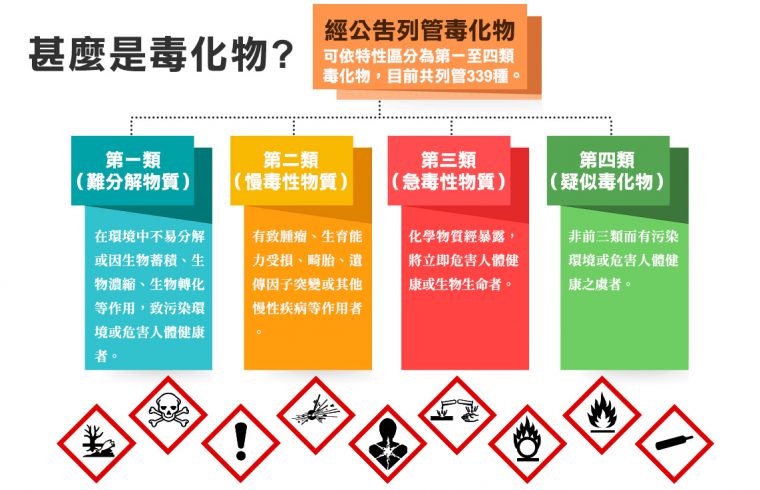 甚麼是毒化物?
經公告列管毒化物
可依特性區分為第一至四類
毒化物，目前共列管339種。
第一類
（難分解物質）
在環境中不易分解
或因生物蓄積、生
物濃縮、生物轉化
等作用，致污染環
境或危害人體健康
者。
第二類
（慢毒性物質）
有致腫瘤、生育能
力受損、畸胎、遺
傳因子突變或其他
慢性疾病等作用者
。
第三類
（急毒性物質）
化學物質經暴露，
將立即危害人體健
康或生物生命者。
第四類
（疑似毒化物）
非前三類而有污染
環境或危害人體健
康之虞者。